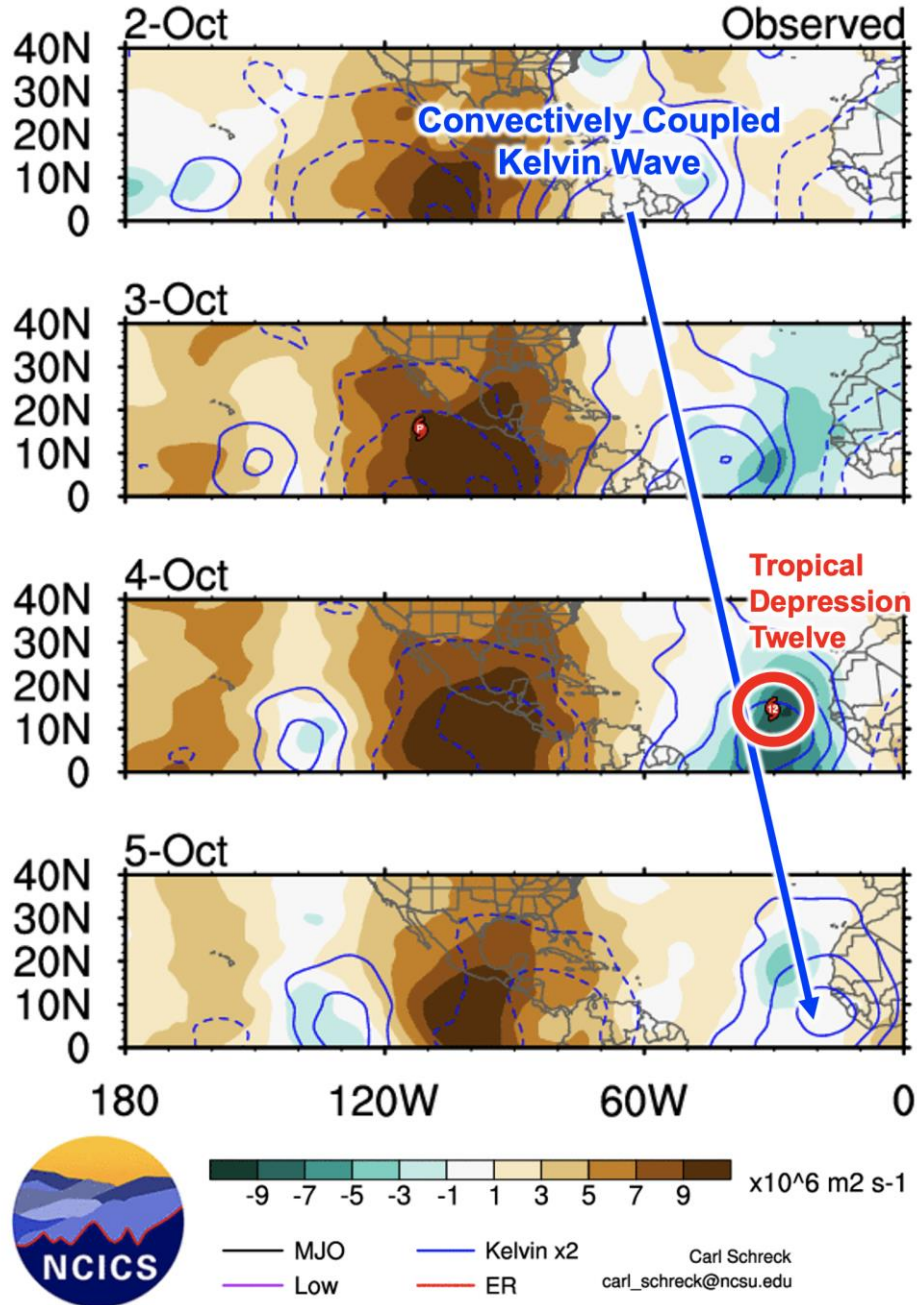 2-Oct Observed
40N
30N
20N
10N
0
Convectively Coupled
Kelvin Wave
3-Oct
40N
30N
20N
10N
0
P
4-Oct
40N
30N
20N
10N
0
Tropical
Depression
Twelve
12
5-Oct
40N
30N
20N
10N
0
180 120W 60W 0
-9 -7 -5 -3 -1 1 3 5 7 9 x10^6 m2 s-1
NCICS
MJO Kelvin x2 Carl Schreck
Low ER carl_schreck@ncsu.edu